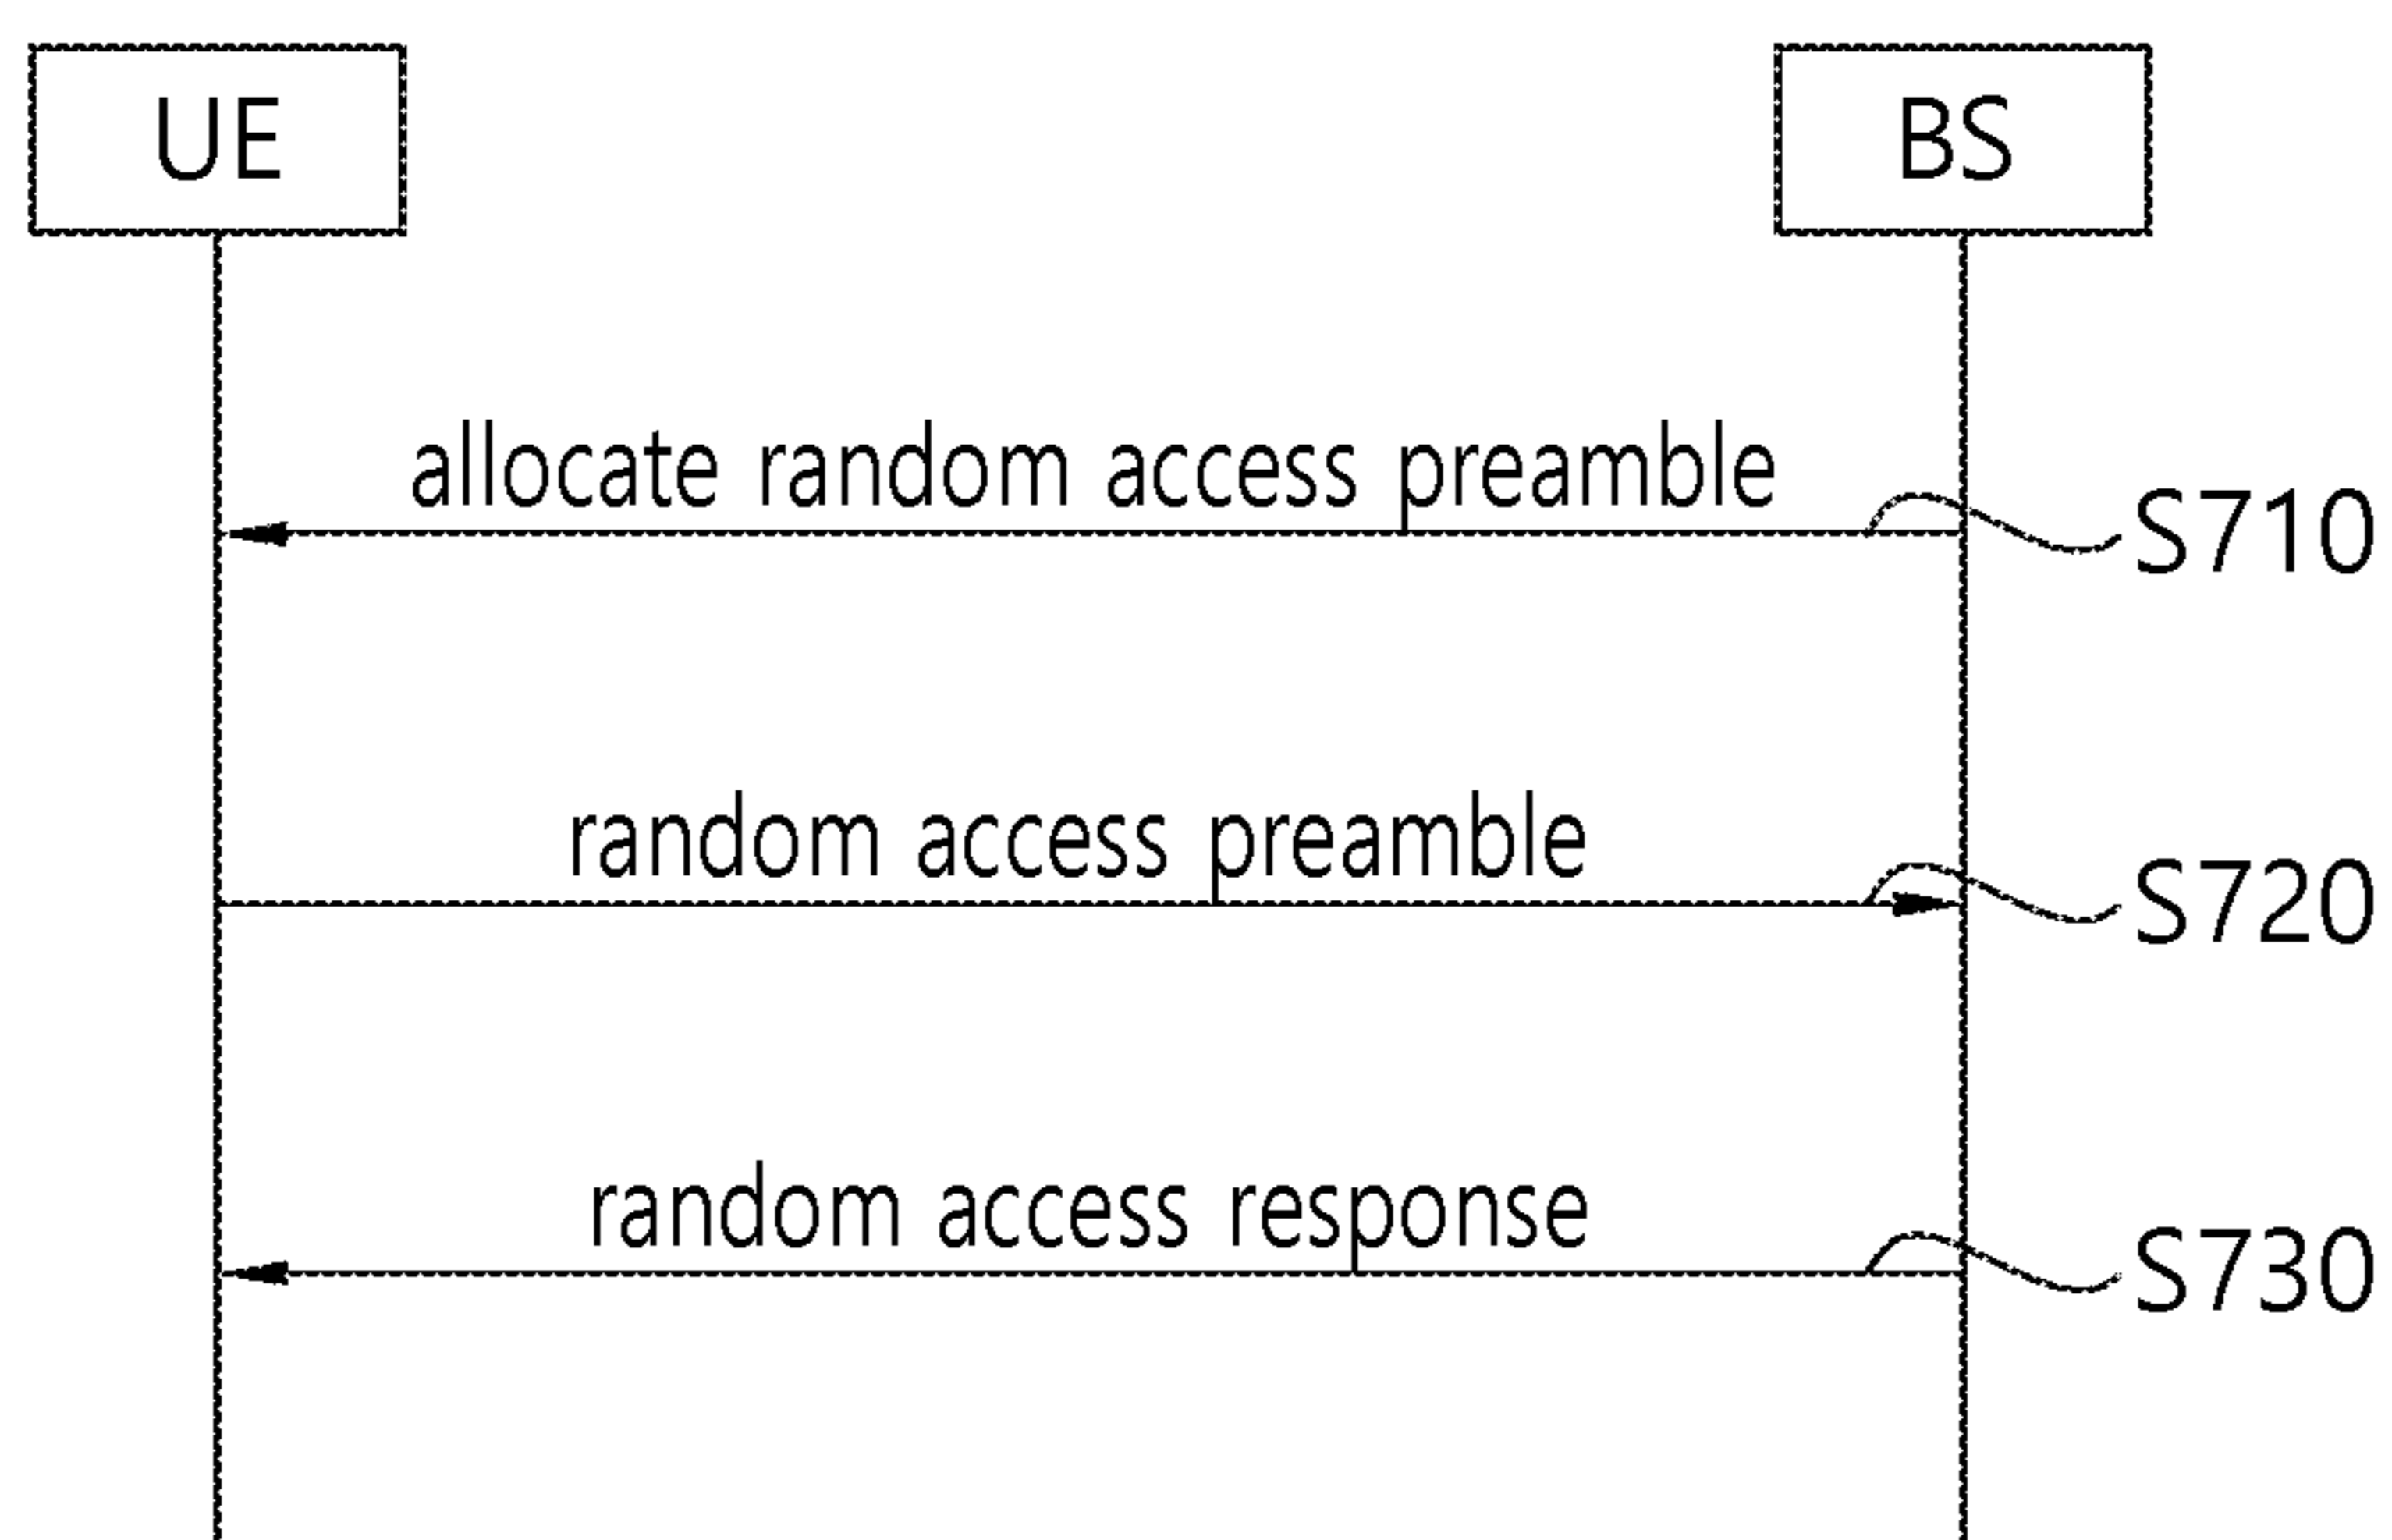 UE
BS
allocate random access preamble
S710
random access preamble
S720
random access response
S730